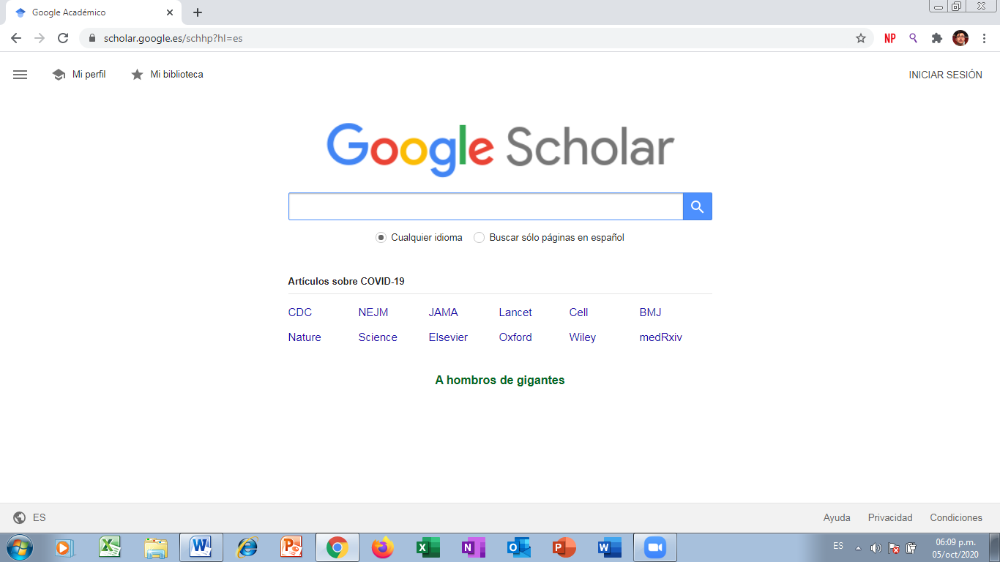 Google Académico
scholar.google.es/schhp?hl=es
NP
Mi perfil Mi biblioteca INICIAR SESIÓN
Google Scholar
Cualquier idioma Buscar sólo páginas en español
Artículos sobre COVID-19
CDC NEJM JAMA Lancet Cell BMJ
Nature Science Elsevier Oxford Wiley medRxiv
A hombros de gigantes
ES Ayuda Privacidad Condiciones
ES 06:09 p.m.
05/oct/2020